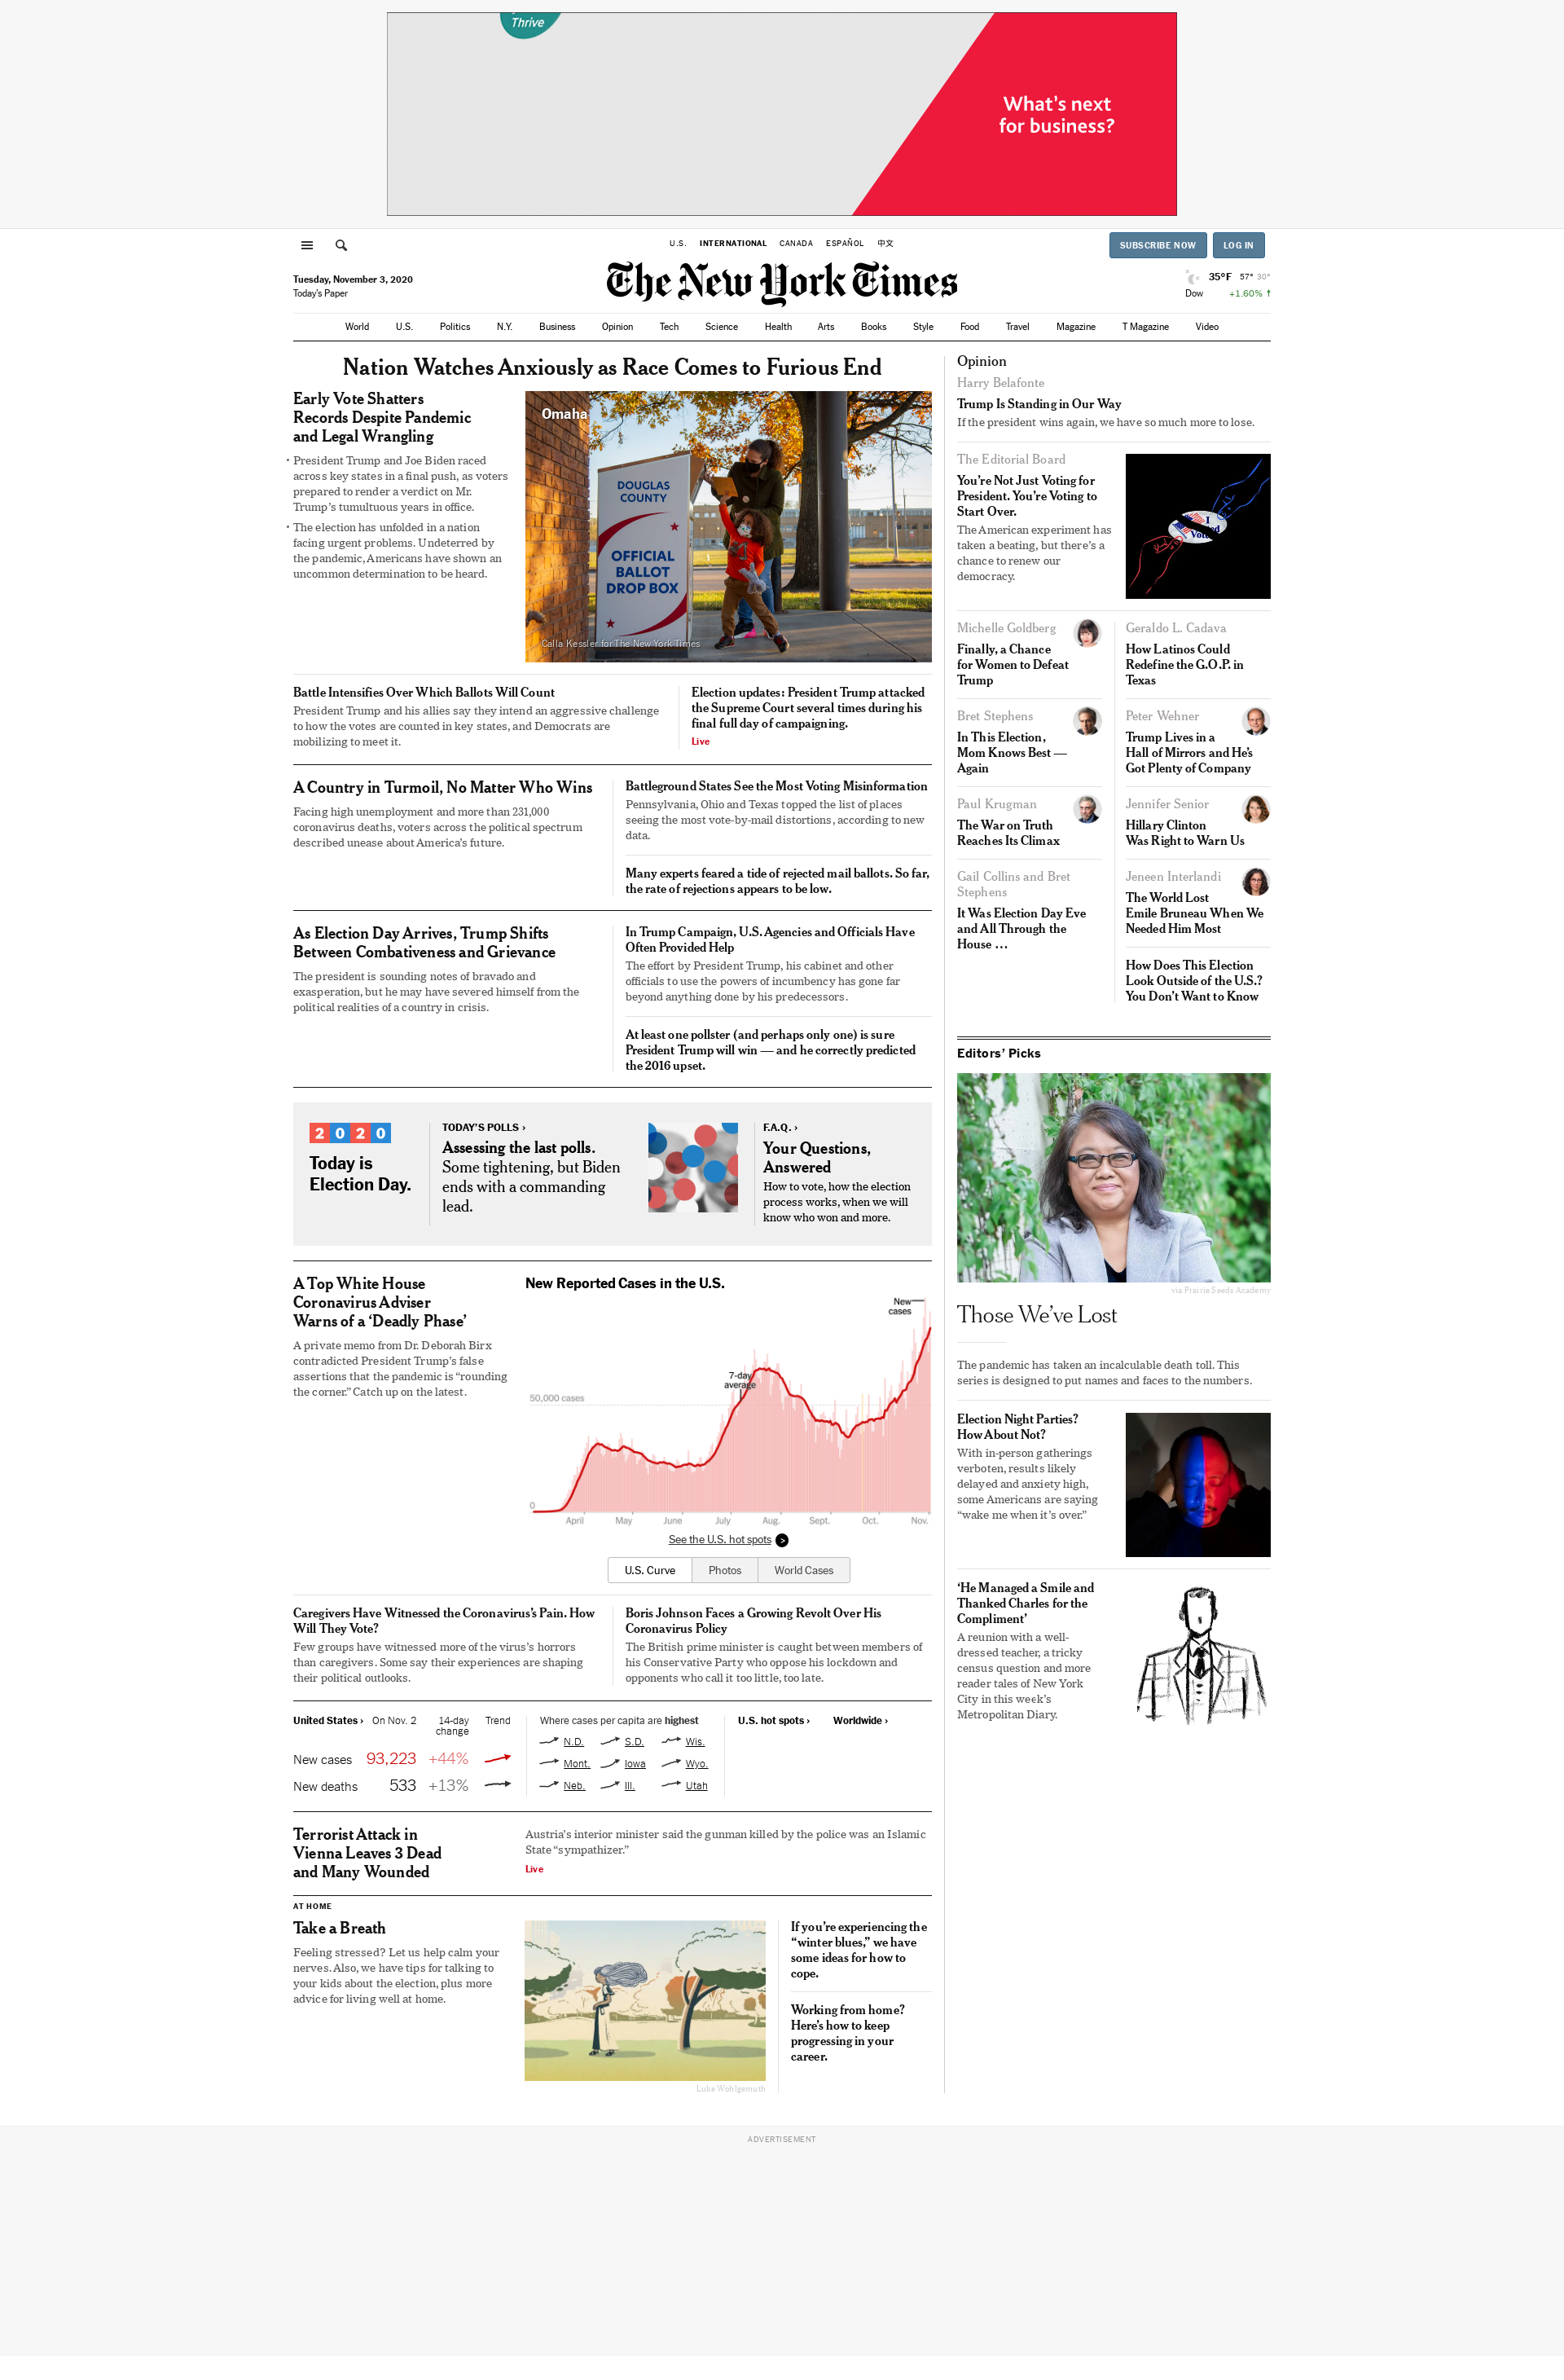 Thrive
What's next
for business?
U.S. INTERNATIONAL CANADA ESPAÑOL 中文
SUBSCRIBE NOW LOG IN
Tuesday, November 3, 2020
Today's Paper
The New York Times
35°F 57° 30°
Dow +1.60% ↑
World U.S. Politics N.Y. Business Opinion Tech Science Health Arts Books Style Food Travel Magazine T Magazine Video
Nation Watches Anxiously as Race Comes to Furious End
Early Vote Shatters
Records Despite Pandemic
and Legal Wrangling
• President Trump and Joe Biden raced
across key states in a final push, as voters
prepared to render a verdict on Mr.
Trump's tumultuous years in office.
• The election has unfolded in a nation
facing urgent problems. Undeterred by
the pandemic, Americans have shown an
uncommon determination to be heard.
Omaha
DOUGLAS
COUNTY
OFFICIAL
BALLOT
DROP BOX
Calla Kessler for The New York Times
Battle Intensifies Over Which Ballots Will Count
President Trump and his allies say they intend an aggressive challenge
to how the votes are counted in key states, and Democrats are
mobilizing to meet it.
Election updates: President Trump attacked
the Supreme Court several times during his
final full day of campaigning.
Live
A Country in Turmoil, No Matter Who Wins
Facing high unemployment and more than 231,000
coronavirus deaths, voters across the political spectrum
described unease about America's future.
Battleground States See the Most Voting Misinformation
Pennsylvania, Ohio and Texas topped the list of places
seeing the most vote-by-mail distortions, according to new
data.
Many experts feared a tide of rejected mail ballots. So far,
the rate of rejections appears to be low.
As Election Day Arrives, Trump Shifts
Between Combativeness and Grievance
The president is sounding notes of bravado and
exasperation, but he may have severed himself from the
political realities of a country in crisis.
In Trump Campaign, U.S. Agencies and Officials Have
Often Provided Help
The effort by President Trump, his cabinet and other
officials to use the powers of incumbency has gone far
beyond anything done by his predecessors.
At least one pollster (and perhaps only one) is sure
President Trump will win — and he correctly predicted
the 2016 upset.
2020
Today is
Election Day.
TODAY'S POLLS ›
Assessing the last polls.
Some tightening, but Biden
ends with a commanding
lead.
F.A.Q. ›
Your Questions,
Answered
How to vote, how the election
process works, when we will
know who won and more.
A Top White House
Coronavirus Adviser
Warns of a ‘Deadly Phase’
A private memo from Dr. Deborah Birx
contradicted President Trump's false
assertions that the pandemic is “rounding
the corner.” Catch up on the latest.
New Reported Cases in the U.S.
New
cases
7-day
average
50,000 cases
0
April May June July Aug. Sept. Oct. Nov.
See the U.S. hot spots >
U.S. Curve Photos World Cases
Caregivers Have Witnessed the Coronavirus's Pain. How
Will They Vote?
Few groups have witnessed more of the virus's horrors
than caregivers. Some say their experiences are shaping
their political outlooks.
Boris Johnson Faces a Growing Revolt Over His
Coronavirus Policy
The British prime minister is caught between members of
his Conservative Party who oppose his lockdown and
opponents who call it too little, too late.
United States › On Nov. 2 14-day
change Trend
New cases 93,223 +44%
New deaths 533 +13%
Where cases per capita are highest
N.D. S.D. Wis.
Mont. Iowa Wyo.
Neb. Ill. Utah
U.S. hot spots › Worldwide ›
Terrorist Attack in
Vienna Leaves 3 Dead
and Many Wounded
Austria's interior minister said the gunman killed by the police was an Islamic
State “sympathizer.”
Live
AT HOME
Take a Breath
Feeling stressed? Let us help calm your
nerves. Also, we have tips for talking to
your kids about the election, plus more
advice for living well at home.
Luke Wohlgemuth
If you're experiencing the
“winter blues,” we have
some ideas for how to
cope.
Working from home?
Here's how to keep
progressing in your
career.
Opinion
Harry Belafonte
Trump Is Standing in Our Way
If the president wins again, we have so much more to lose.
The Editorial Board
You're Not Just Voting for
President. You're Voting to
Start Over.
The American experiment has
taken a beating, but there's a
chance to renew our
democracy.
I
Voted
Michelle Goldberg
Finally, a Chance
for Women to Defeat
Trump
Geraldo L. Cadava
How Latinos Could
Redefine the G.O.P. in
Texas
Bret Stephens
In This Election,
Mom Knows Best —
Again
Peter Wehner
Trump Lives in a
Hall of Mirrors and He's
Got Plenty of Company
Paul Krugman
The War on Truth
Reaches Its Climax
Jennifer Senior
Hillary Clinton
Was Right to Warn Us
Gail Collins and Bret
Stephens
It Was Election Day Eve
and All Through the
House …
Jeneen Interlandi
The World Lost
Emile Bruneau When We
Needed Him Most
How Does This Election
Look Outside of the U.S.?
You Don't Want to Know
Editors' Picks
via Prairie Seeds Academy
Those We've Lost
The pandemic has taken an incalculable death toll. This
series is designed to put names and faces to the numbers.
Election Night Parties?
How About Not?
With in-person gatherings
verboten, results likely
delayed and anxiety high,
some Americans are saying
“wake me when it's over.”
‘He Managed a Smile and
Thanked Charles for the
Compliment’
A reunion with a well-
dressed teacher, a tricky
census question and more
reader tales of New York
City in this week's
Metropolitan Diary.
ADVERTISEMENT